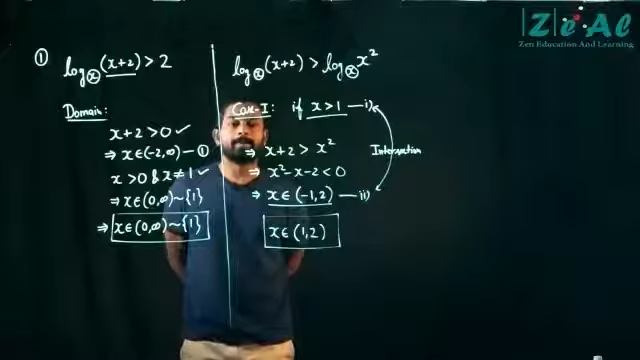 |Z|eAl
Zen Education And Learning
① log_x (x+2) > 2
Domain:
x+2 > 0 ✓
⇒ x ∈ (-2, ∞) — ①
x > 0 & x ≠ 1 ✓
⇒ x ∈ (0, ∞) ~ {1}
⇒ x ∈ (0, ∞) ~ {1}
log_x (x+2) > log_x x²
Case-I: if x > 1 — i)
⇒ x+2 > x²
⇒ x²-x-2 < 0
⇒ x ∈ (-1, 2) — ii)
Intersection
x ∈ (1, 2)